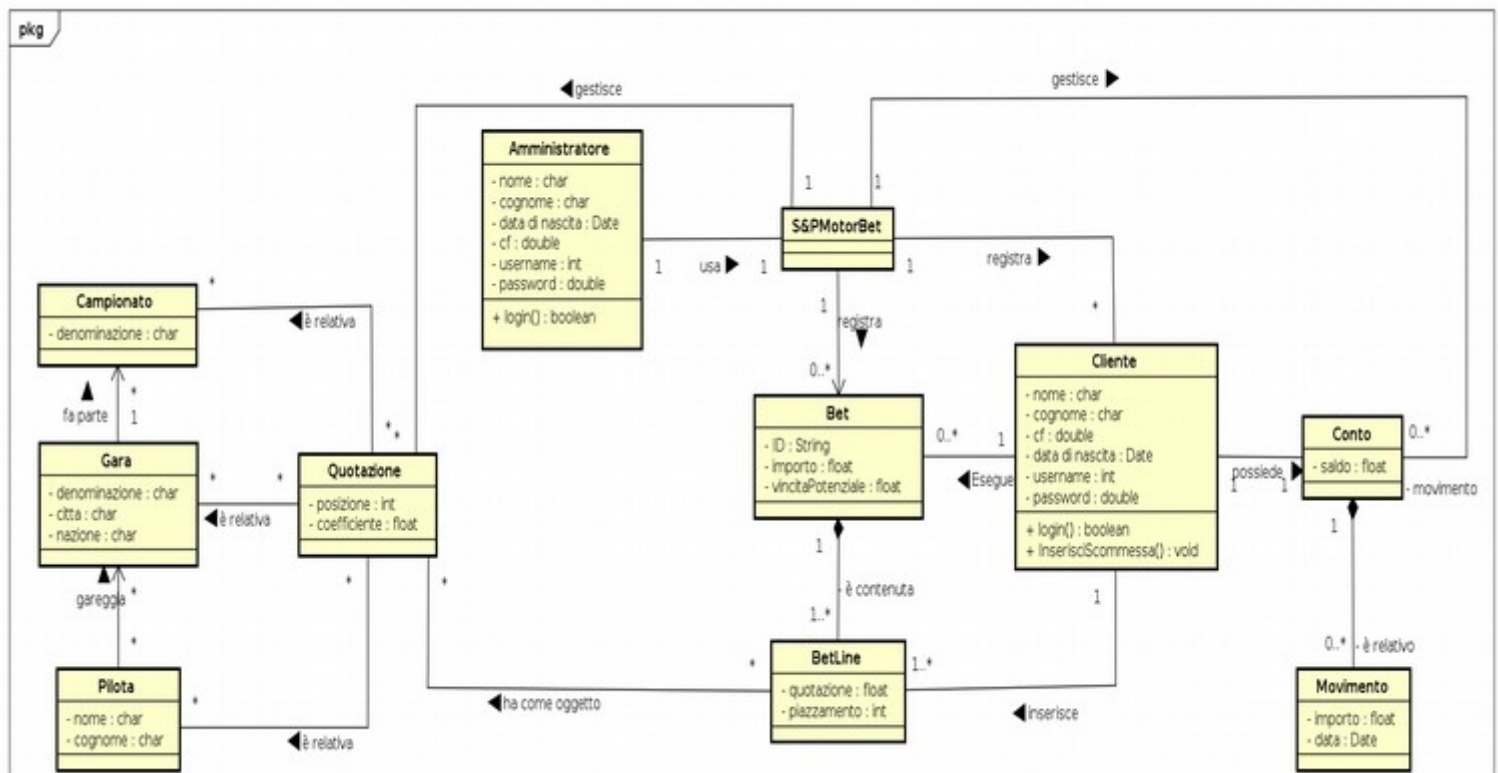 pkg
gestisce
gestisce
Amministratore
- nome : char
- cognome : char
- data di nascita : Date
- cf : double
- username : int
- password : double
+ login() : boolean
1
1
S&PMotorBet
1
usa
1
1
registra
*
Campionato
- denominazione : char
*
è relativa
1
registra
0..*
*
fa parte
*
1
*
*
Cliente
- nome : char
- cognome : char
- cf : double
- data di nascita : Date
- username : int
- password : double
+ login() : boolean
+ InserisciScommessa() : void
Bet
- ID : String
- importo : float
- vincitaPotenziale : float
0..*
1
Esegue
Conto
- saldo : float
0..*
- movimento
possiede
1
1
Gara
- denominazione : char
- citta : char
- nazione : char
*
*
è relativa
Quotazione
- posizione : int
- coefficiente : float
1
1
*
*
gareggia
*
*
- è contenuta
1..*
1
0..*
- è relativo
Pilota
- nome : char
- cognome : char
*
è relativa
*
BetLine
- quotazione : float
- piazzamento : int
1..*
ha come oggetto
inserisce
Movimento
- importo : float
- data : Date